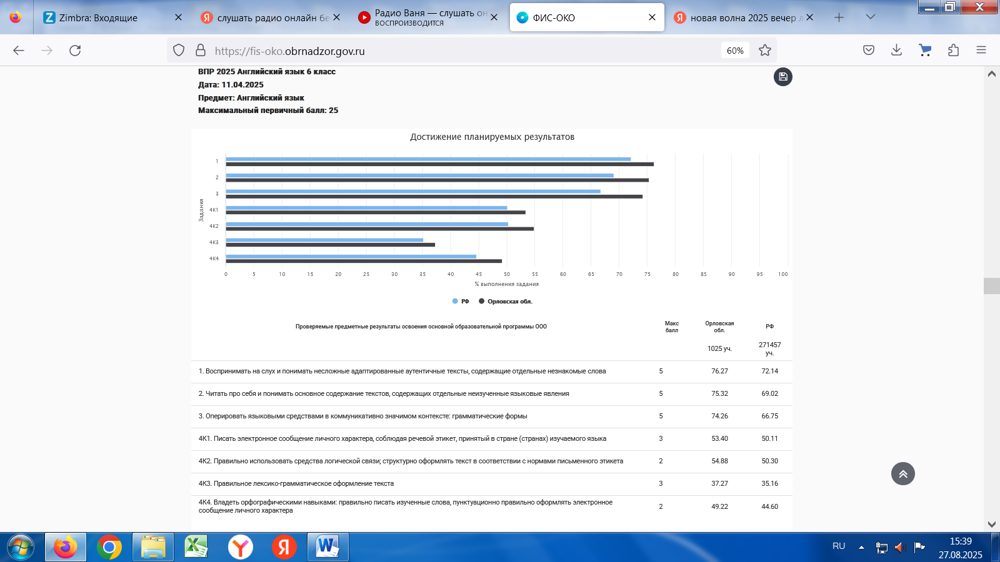 Zimbra: Входящие
слушать радио онлайн бе
Радио Ваня — слушать он
ВОСПРОИЗВОДИТСЯ
ФИС-ОКО
новая волна 2025 вечер
https://fis-oko.obrnadzor.gov.ru
60%
ВПР 2025 Английский язык 6 класс
Дата: 11.04.2025
Предмет: Английский язык
Максимальный первичный балл: 25
Достижение планируемых результатов
Задания
1
2
3
4К1
4К2
4К3
4К4
0 5 10 15 20 25 30 35 40 45 50 55 60 65 70 75 80 85 90 95 100
% выполнения задания
РФ Орловская обл.
Проверяемые предметные результаты освоения основной образовательной программы ООО Макс балл Орловская обл. РФ
1025 уч. 271457 уч.
1. Воспринимать на слух и понимать несложные адаптированные аутентичные тексты, содержащие отдельные незнакомые слова 5 76.27 72.14
2. Читать про себя и понимать основное содержание текстов, содержащих отдельные неизученные языковые явления 5 75.32 69.02
3. Оперировать языковыми средствами в коммуникативно значимом контексте: грамматические формы 5 74.26 66.75
4К1. Писать электронное сообщение личного характера, соблюдая речевой этикет, принятый в стране (странах) изучаемого языка 3 53.40 50.11
4К2. Правильно использовать средства логической связи; структурно оформлять текст в соответствии с нормами письменного этикета 2 54.88 50.30
4К3. Правильное лексико-грамматическое оформление текста 3 37.27 35.16
4К4. Владеть орфографическими навыками: правильно писать изученные слова, пунктуационно правильно оформлять электронное
сообщение личного характера 2 49.22 44.60
RU
15:39
27.08.2025